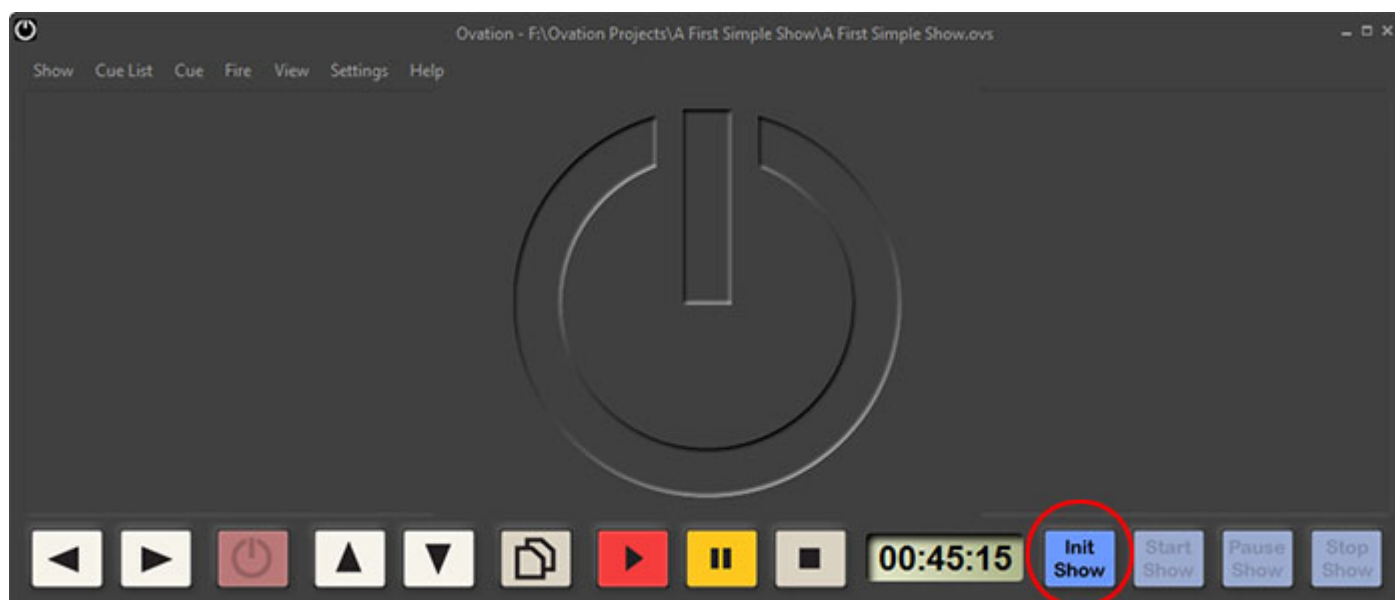 Ovation - F:\Ovation Projects\A First Simple Show\A First Simple Show.ovs
Show Cue List Cue Fire View Settings Help
00:45:15
Init
Show
Start
Show
Pause
Show
Stop
Show